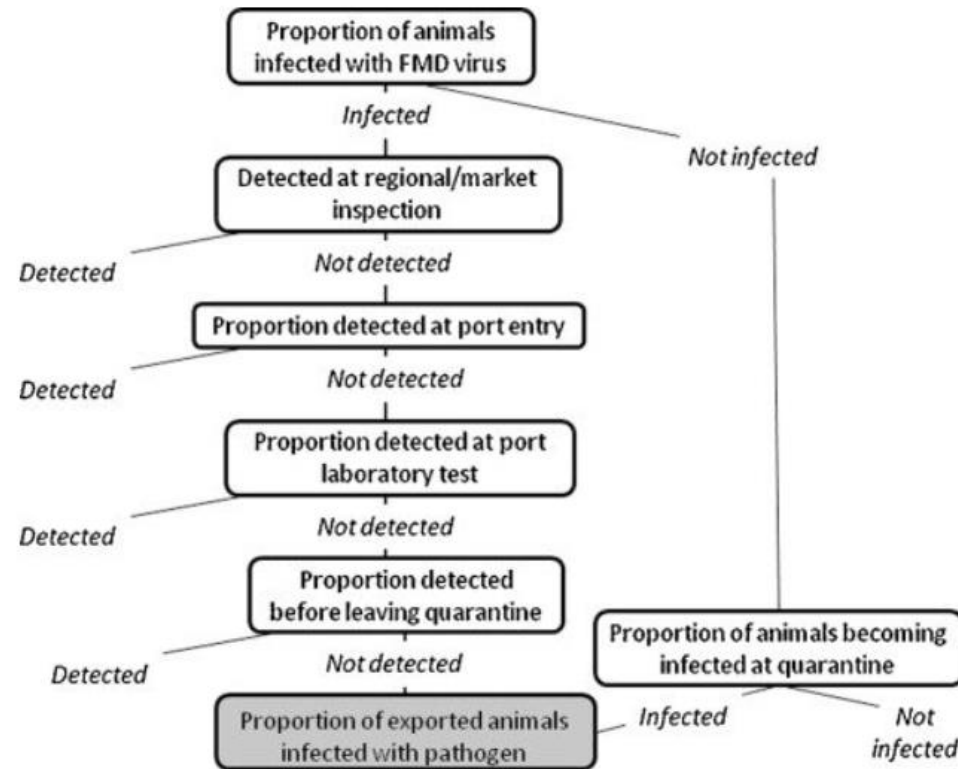 Proportion of animals
infected with FMD virus
Infected
Not infected
Detected at regional/market
inspection
Detected
Not detected
Proportion detected at port entry
Detected
Not detected
Proportion detected at port
laboratory test
Detected
Not detected
Proportion detected
before leaving quarantine
Detected
Not detected
Proportion of animals becoming
infected at quarantine
Infected
Not
infected
Proportion of exported animals
infected with pathogen